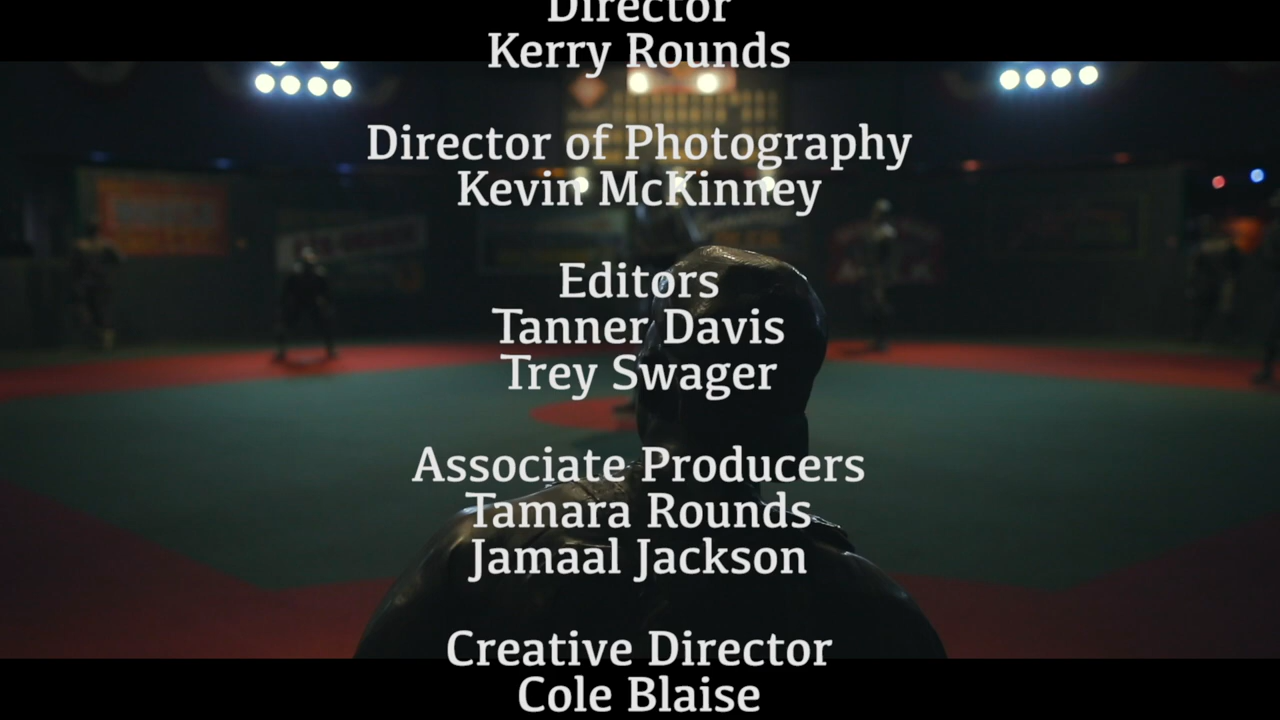 Director
Kerry Rounds
Director of Photography
Kevin McKinney
Editors
Tanner Davis
Trey Swager
Associate Producers
Tamara Rounds
Jamaal Jackson
Creative Director
Cole Blaise